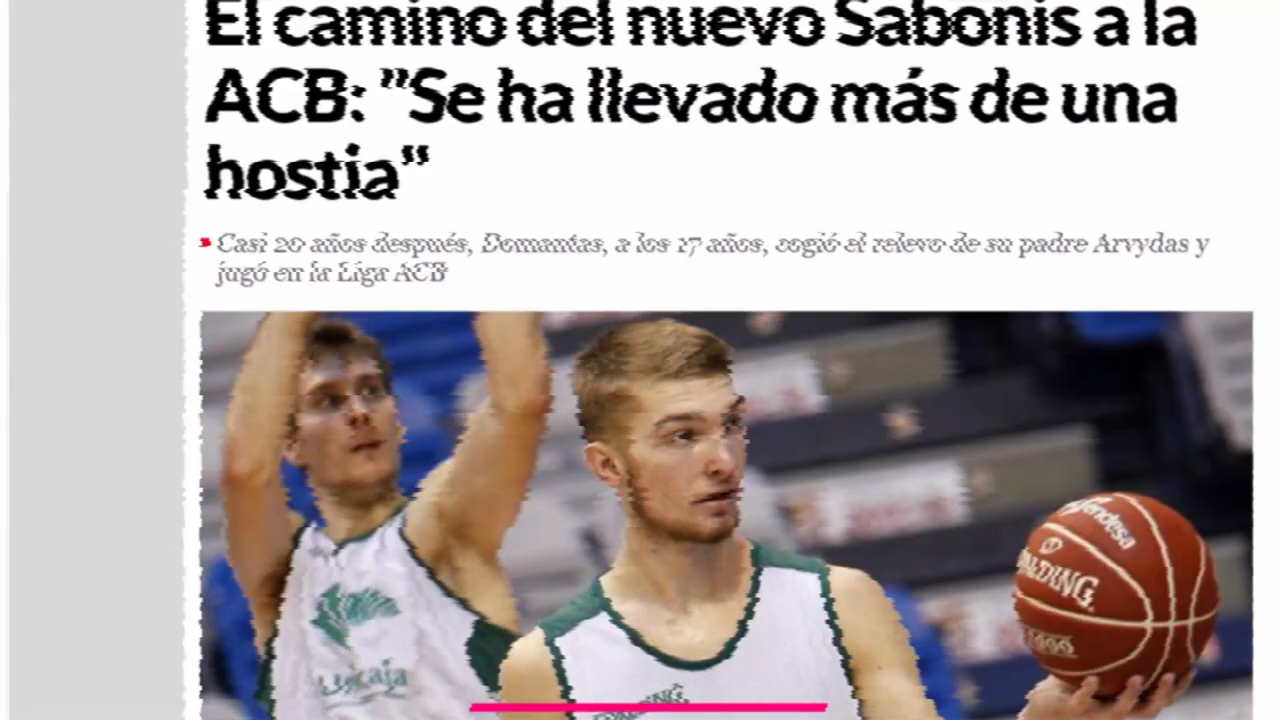 El camino del nuevo Sabonis a la
ACB: "Se ha llevado más de una
hostia"
Casi 20 años después, Domantas, a los 17 años, cogió el relevo de su padre Arvydas y
jugó en la Liga ACB
endesa
SPALDING
Unicaja